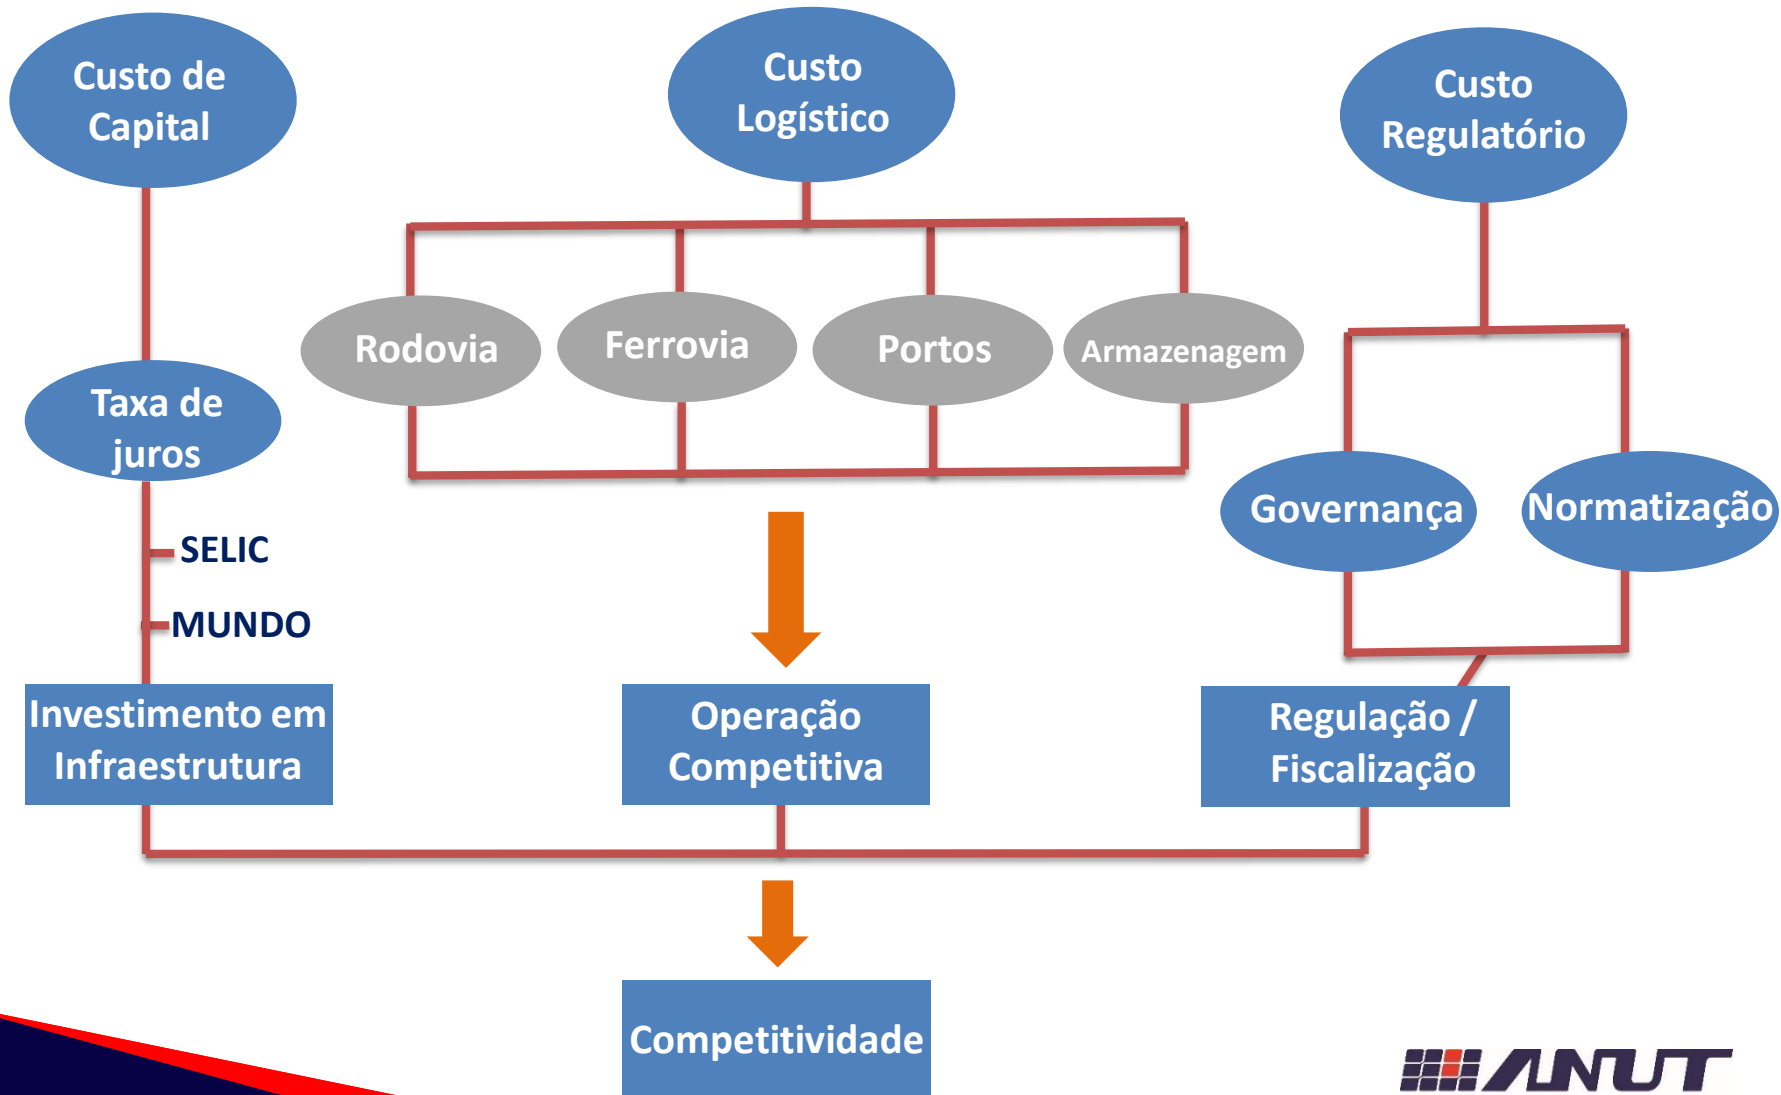 Custo de
Capital
Custo
Logístico
Custo
Regulatório
Rodovia
Ferrovia
Portos
Armazenagem
Taxa de
juros
Governança
Normatização
SELIC
MUNDO
Investimento em
Infraestrutura
Operação
Competitiva
Regulação /
Fiscalização
Competitividade
ANUT